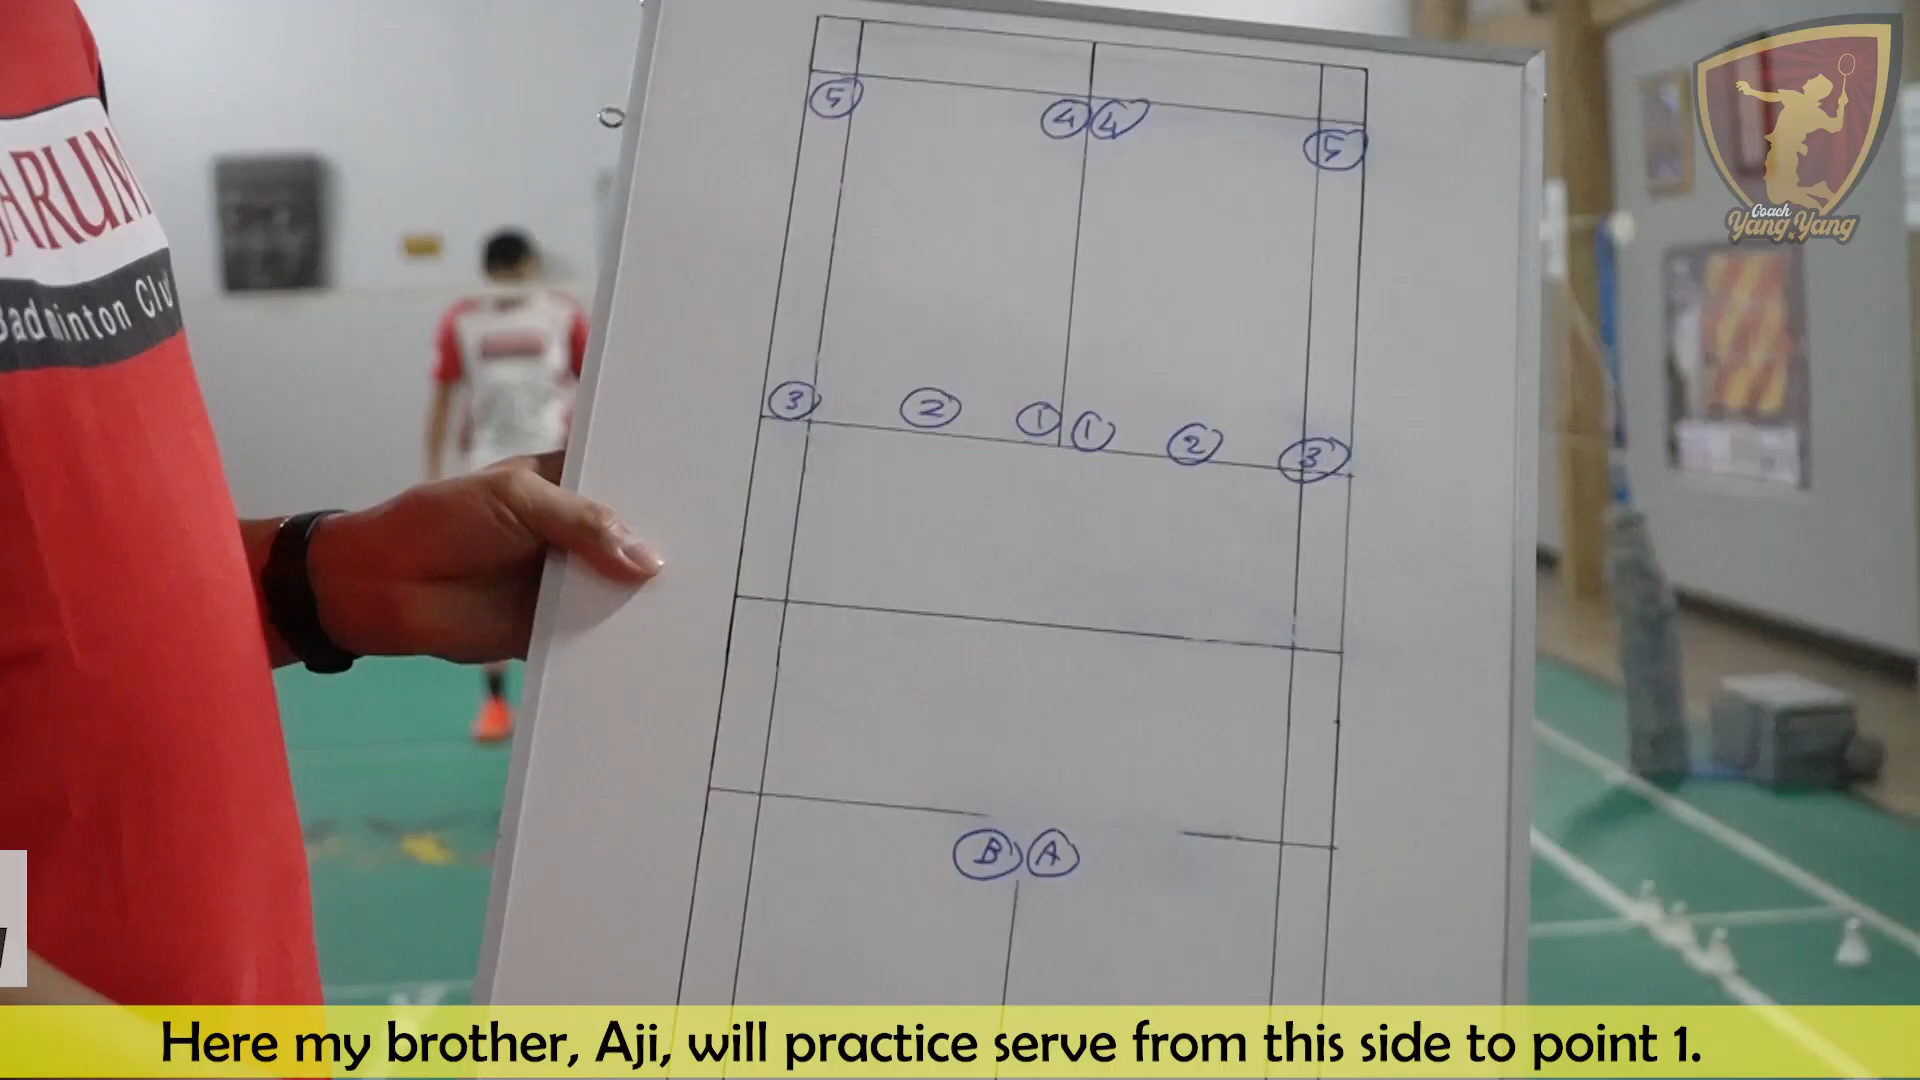 ARUM
Badminton Clu
Coach
Yang Yang
5 4 4 5
3 2 1 1 2 3
B A
Here my brother, Aji, will practice serve from this side to point 1.